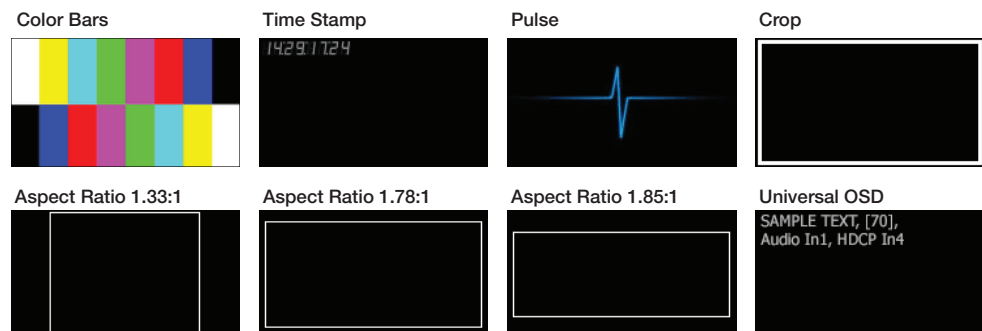 Color Bars
Time Stamp
14:29:17.24
Pulse
Crop
Aspect Ratio 1.33:1
Aspect Ratio 1.78:1
Aspect Ratio 1.85:1
Universal OSD
SAMPLE TEXT, [70],
Audio In1, HDCP In4